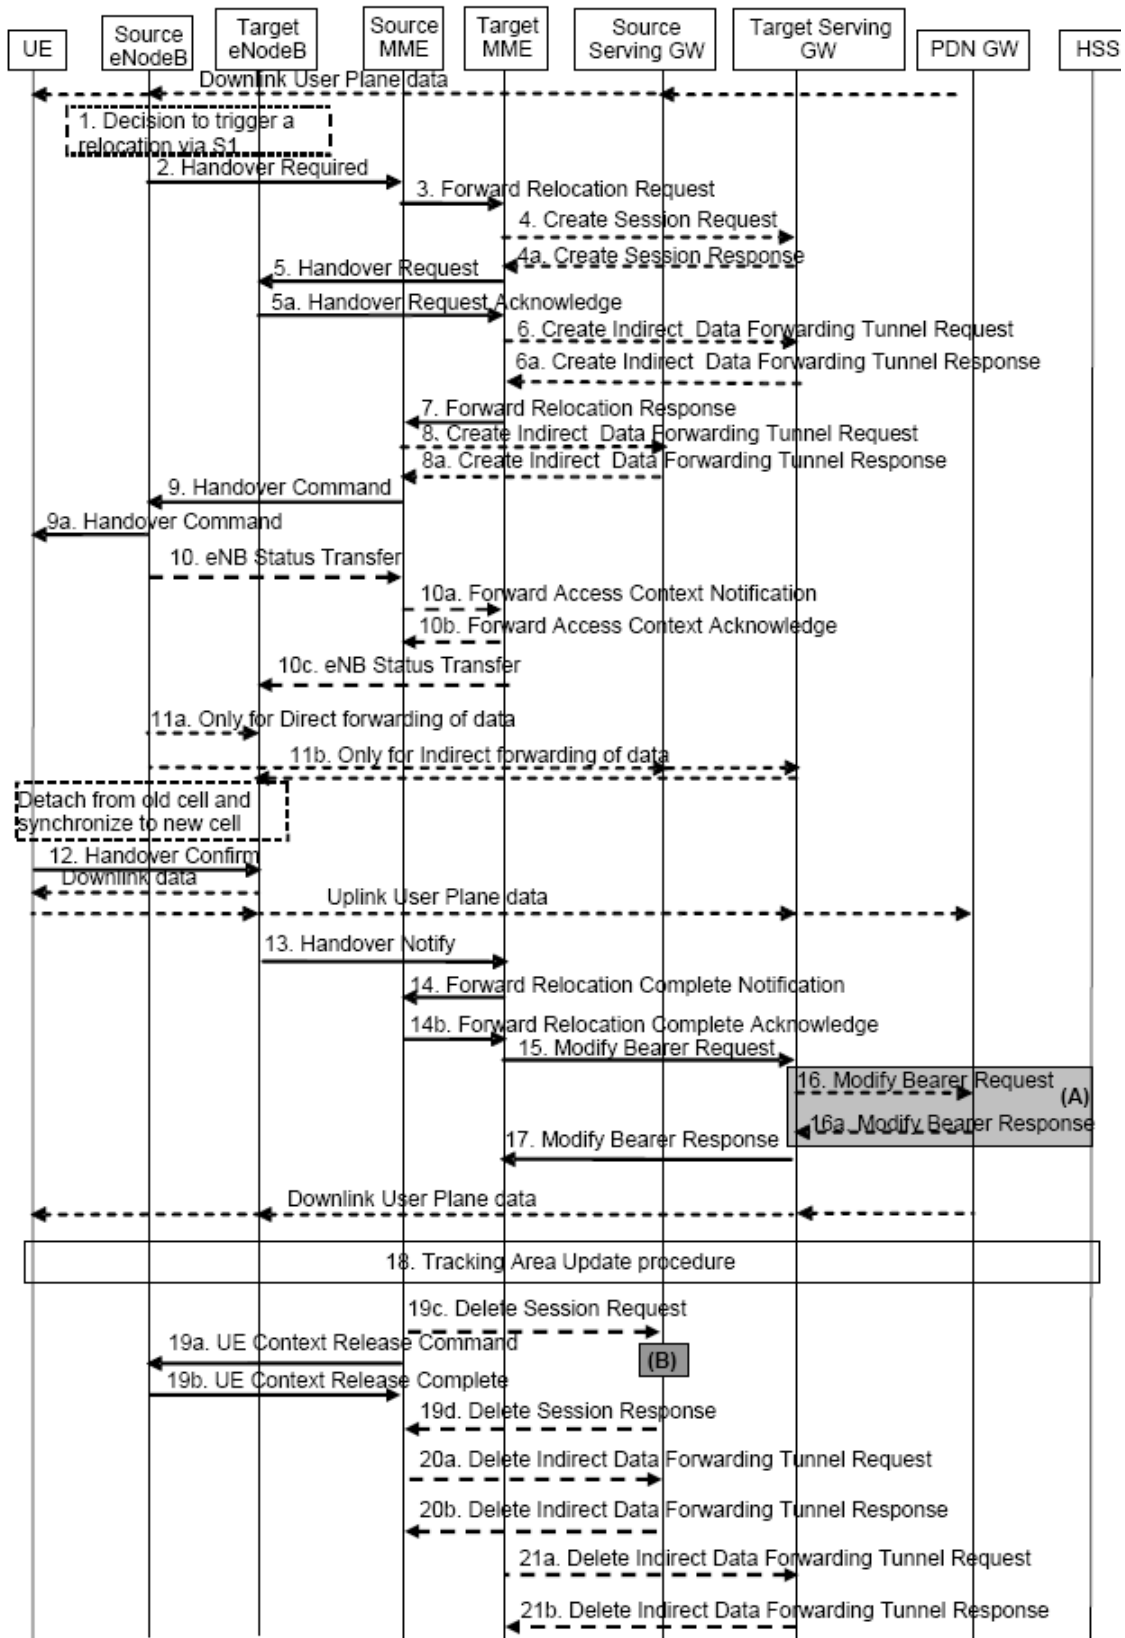 UE
Source
eNodeB
Target
eNodeB
Source
MME
Target
MME
Source
Serving GW
Target Serving
GW
PDN GW
HSS
Downlink User Plane data
1. Decision to trigger a
relocation via S1
2. Handover Required
3. Forward Relocation Request
4. Create Session Request
4a. Create Session Response
5. Handover Request
5a. Handover Request Acknowledge
6. Create Indirect Data Forwarding Tunnel Request
6a. Create Indirect Data Forwarding Tunnel Response
7. Forward Relocation Response
8. Create Indirect Data Forwarding Tunnel Request
8a. Create Indirect Data Forwarding Tunnel Response
9. Handover Command
9a. Handover Command
10. eNB Status Transfer
10a. Forward Access Context Notification
10b. Forward Access Context Acknowledge
10c. eNB Status Transfer
11a. Only for Direct forwarding of data
11b. Only for Indirect forwarding of data
Detach from old cell and
synchronize to new cell
12. Handover Confirm
Downlink data
Uplink User Plane data
13. Handover Notify
14. Forward Relocation Complete Notification
14b. Forward Relocation Complete Acknowledge
15. Modify Bearer Request
16. Modify Bearer Request
(A)
16a. Modify Bearer Response
17. Modify Bearer Response
Downlink User Plane data
18. Tracking Area Update procedure
19c. Delete Session Request
19a. UE Context Release Command
(B)
19b. UE Context Release Complete
19d. Delete Session Response
20a. Delete Indirect Data Forwarding Tunnel Request
20b. Delete Indirect Data Forwarding Tunnel Response
21a. Delete Indirect Data Forwarding Tunnel Request
21b. Delete Indirect Data Forwarding Tunnel Response